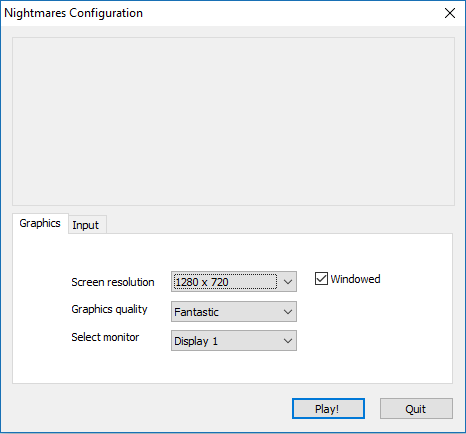 Nightmares Configuration
Graphics Input
Screen resolution 1280 x 720 Windowed
Graphics quality Fantastic
Select monitor Display 1
Play! Quit